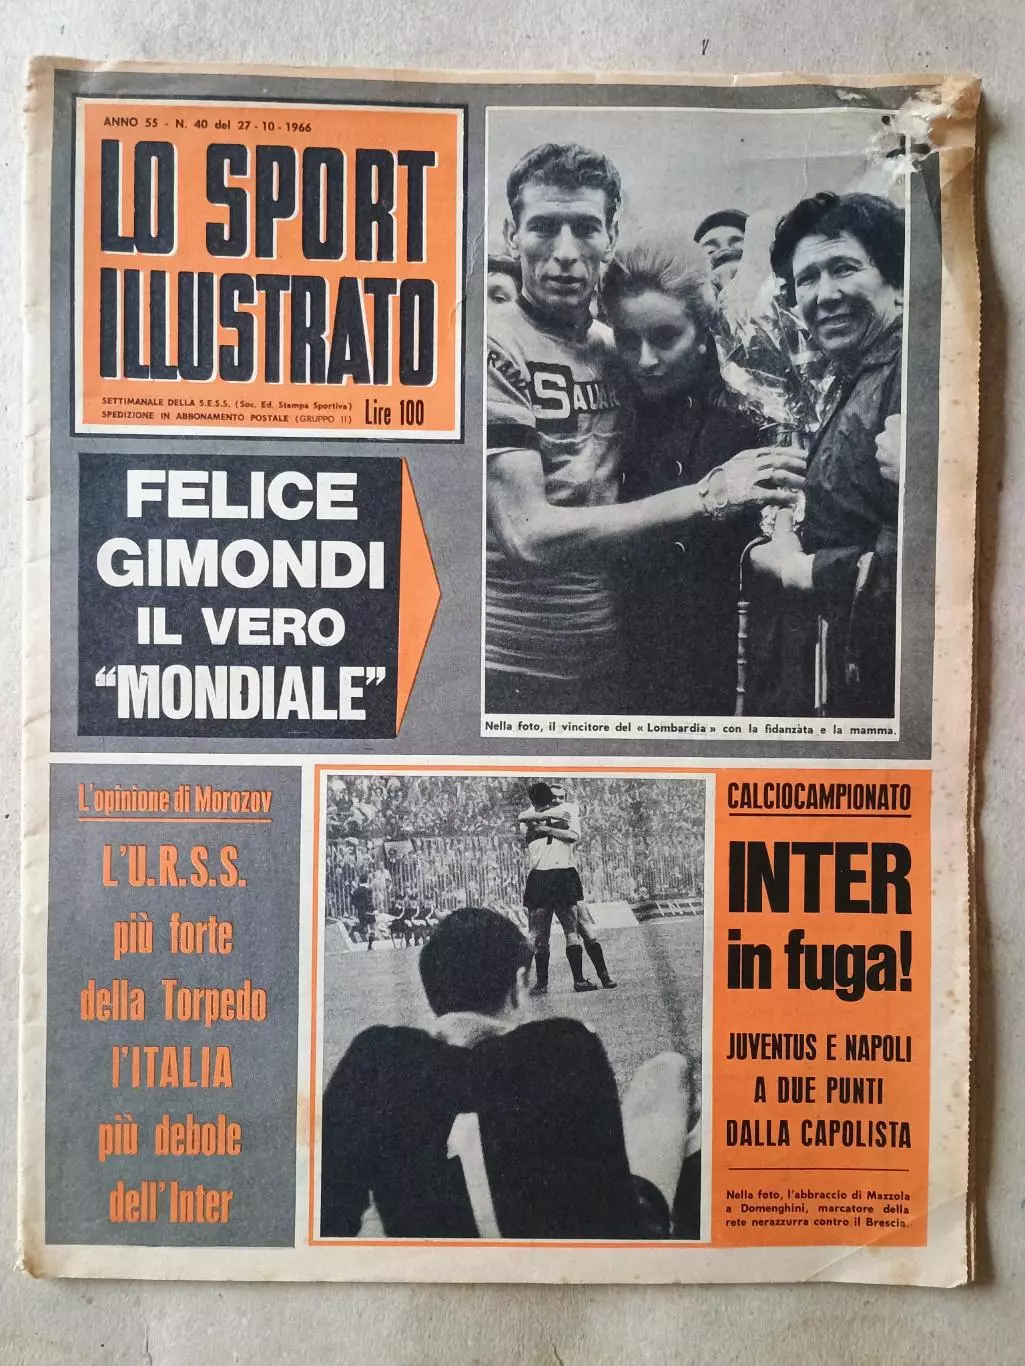 ANNO 55 - N. 40 del 27-10-1966
LO SPORT
ILLUSTRATO
SETTIMANALE DELLA S.E.S.S. (Soc. Ed. Stampa Sportiva)
SPEDIZIONE IN ABBONAMENTO POSTALE (GRUPPO II)
Lire 100
FELICE
GIMONDI
IL VERO
“MONDIALE”
SALVAR
Nella foto, il vincitore del « Lombardia » con la fidanzata e la mamma.
L'opinione di Morozov
L'U.R.S.S.
più forte
della Torpedo
l'ITALIA
più debole
dell'Inter
1
CALCIOCAMPIONATO
INTER
in fuga!
JUVENTUS E NAPOLI
A DUE PUNTI
DALLA CAPOLISTA
Nella foto, l'abbraccio di Mazzola
a Domenghini, marcatore della
rete nerazzurra contro il Brescia.